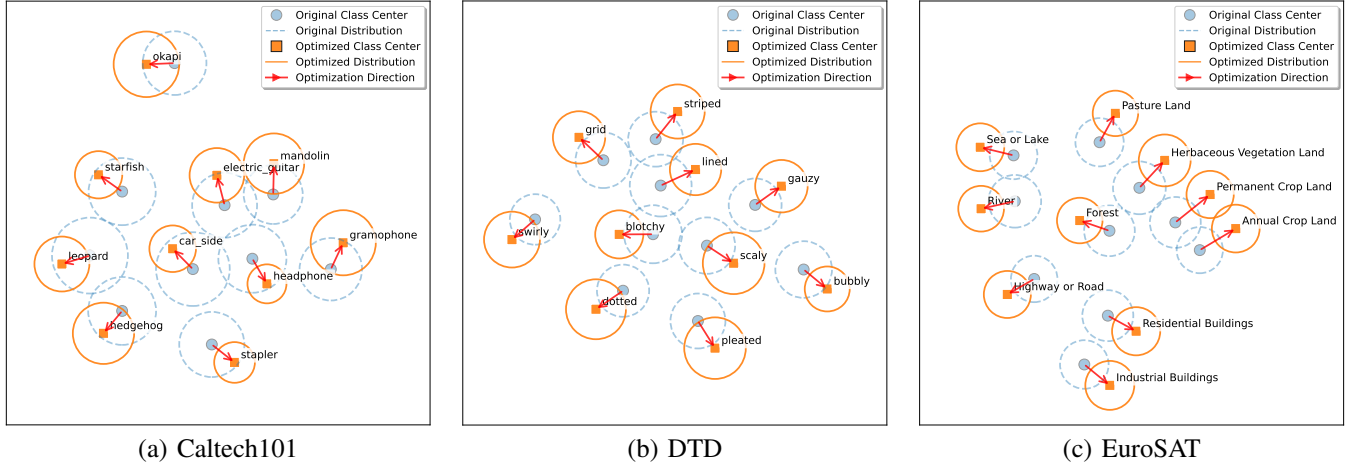 Original Class Center
Original Distribution
Optimized Class Center
Optimized Distribution
Optimization Direction
okapi
starfish
electric_guitar
mandolin
gramophone
car_side
leopard
headphone
hedgehog
stapler
(a) Caltech101
Original Class Center
Original Distribution
Optimized Class Center
Optimized Distribution
Optimization Direction
striped
grid
lined
gauzy
swirly
blotchy
scaly
bubbly
dotted
pleated
(b) DTD
Original Class Center
Original Distribution
Optimized Class Center
Optimized Distribution
Optimization Direction
Pasture Land
Sea or Lake
Herbaceous Vegetation Land
Permanent Crop Land
River
Forest
Annual Crop Land
Highway or Road
Residential Buildings
Industrial Buildings
(c) EuroSAT